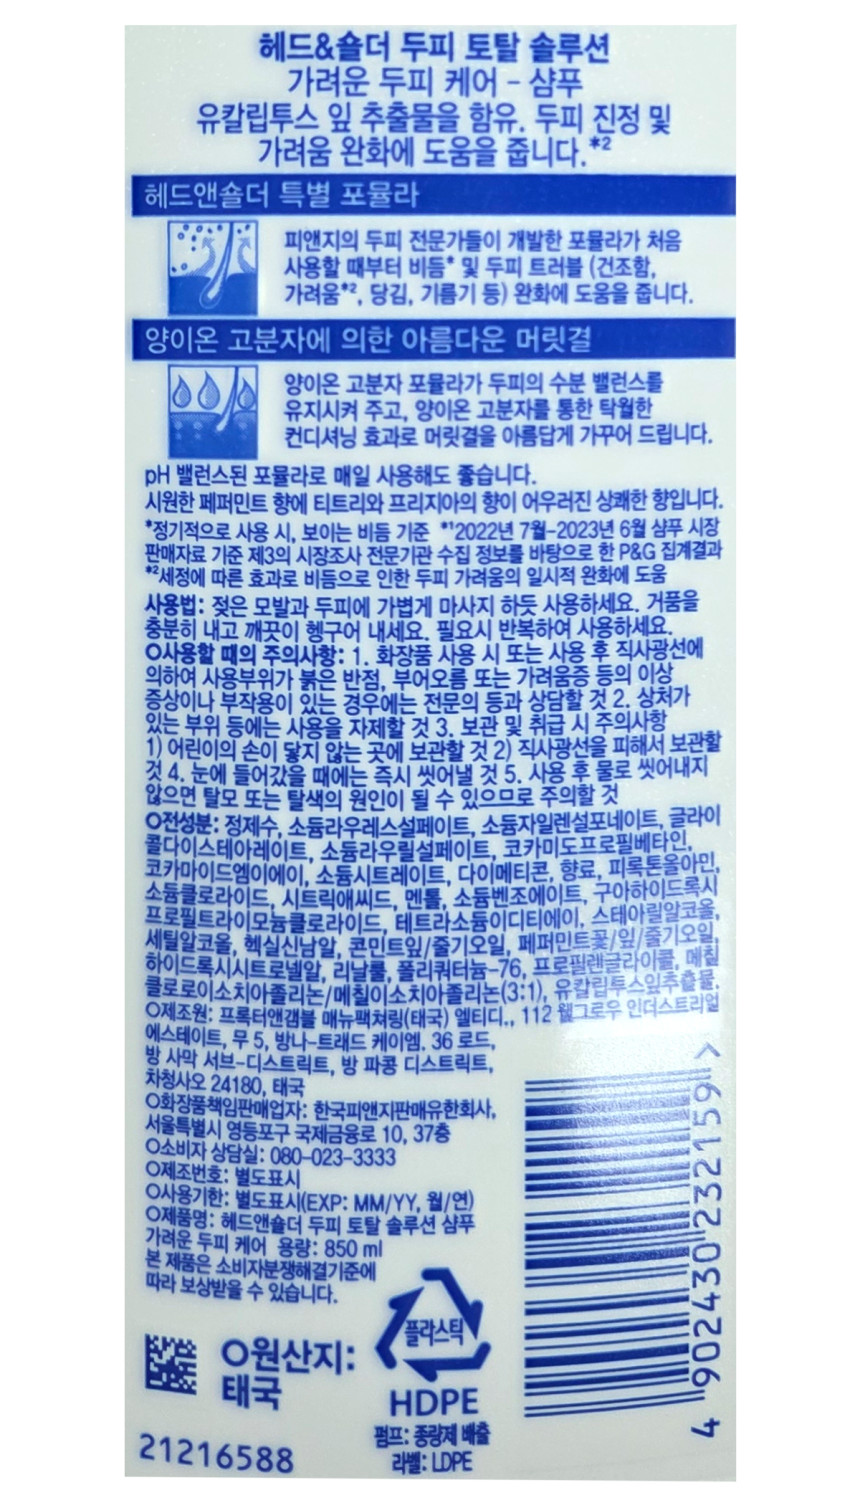 헤드&숄더 두피 토탈 솔루션
가려운 두피 케어 - 샴푸
유칼립투스 잎 추출물을 함유. 두피 진정 및
가려움 완화에 도움을 줍니다.*2
헤드앤숄더 특별 포뮬라
피앤지의 두피 전문가들이 개발한 포뮬라가 처음
사용할 때부터 비듬* 및 두피 트러블 (건조함,
가려움*2, 당김, 기름기 등) 완화에 도움을 줍니다.
양이온 고분자에 의한 아름다운 머릿결
양이온 고분자 포뮬라가 두피의 수분 밸런스를
유지시켜 주고, 양이온 고분자를 통한 탁월한
컨디셔닝 효과로 머릿결을 아름답게 가꾸어 드립니다.
pH 밸런스된 포뮬라로 매일 사용해도 좋습니다.
시원한 페퍼민트 향에 티트리와 프리지아의 향이 어우러진 상쾌한 향입니다.
*정기적으로 사용 시, 보이는 비듬 기준 *¹2022년 7월-2023년 6월 샴푸 시장
판매자료 기준 제3의 시장조사 전문기관 수집 정보를 바탕으로 한 P&G 집계결과
*²세정에 따른 효과로 비듬으로 인한 두피 가려움의 일시적 완화에 도움
사용법: 젖은 모발과 두피에 가볍게 마사지 하듯 사용하세요. 거품을
충분히 내고 깨끗이 헹구어 내세요. 필요시 반복하여 사용하세요.
O사용할 때의 주의사항: 1. 화장품 사용 시 또는 사용 후 직사광선에
의하여 사용부위가 붉은 반점, 부어오름 또는 가려움증 등의 이상
증상이나 부작용이 있는 경우에는 전문의 등과 상담할 것 2. 상처가
있는 부위 등에는 사용을 자제할 것 3. 보관 및 취급 시 주의사항
1) 어린이의 손이 닿지 않는 곳에 보관할 것 2) 직사광선을 피해서 보관할
것 4. 눈에 들어갔을 때에는 즉시 씻어낼 것 5. 사용 후 물로 씻어내지
않으면 탈모 또는 탈색의 원인이 될 수 있으므로 주의할 것
O전성분: 정제수, 소듐라우레스설페이트, 소듐자일렌설포네이트, 글라이
콜다이스테아레이트, 소듐라우릴설페이트, 코카미도프로필베타인,
코카마이드엠이에이, 소듐시트레이트, 다이메티콘, 향료, 피록톤올아민,
소듐클로라이드, 시트릭애씨드, 멘톨, 소듐벤조에이트, 구아하이드록시
프로필트라이모늄클로라이드, 테트라소듐이디티에이, 스테아릴알코올,
세틸알코올, 헥실신남알, 콘민트잎/줄기오일, 페퍼민트꽃/잎/줄기오일,
하이드록시시트로넬알, 리날룰, 폴리쿼터늄-76, 프로필렌글라이콜, 메칠
클로로이소치아졸리논/메칠이소치아졸리논(3:1), 유칼립투스잎추출물.
O제조원: 프록터앤갬블 매뉴팩쳐링(태국) 엘티디., 112 웰그로우 인더스트리얼
에스테이트, 무 5, 방나-트래드 케이엠. 36 로드,
방 사막 서브-디스트릭트, 방 파콩 디스트릭트,
차청사오 24180, 태국
O화장품책임판매업자: 한국피앤지판매유한회사,
서울특별시 영등포구 국제금융로 10, 37층
O소비자 상담실: 080-023-3333
O제조번호: 별도표시
O사용기한: 별도표시(EXP: MM/YY, 월/연)
O제품명: 헤드앤숄더 두피 토탈 솔루션 샴푸
가려운 두피 케어 용량: 850 ml
본 제품은 소비자분쟁해결기준에
따라 보상받을 수 있습니다.
4 902430 232159 >
플라스틱
HDPE
펌프: 종량제 배출
라벨: LDPE
O원산지:
태국
21216588